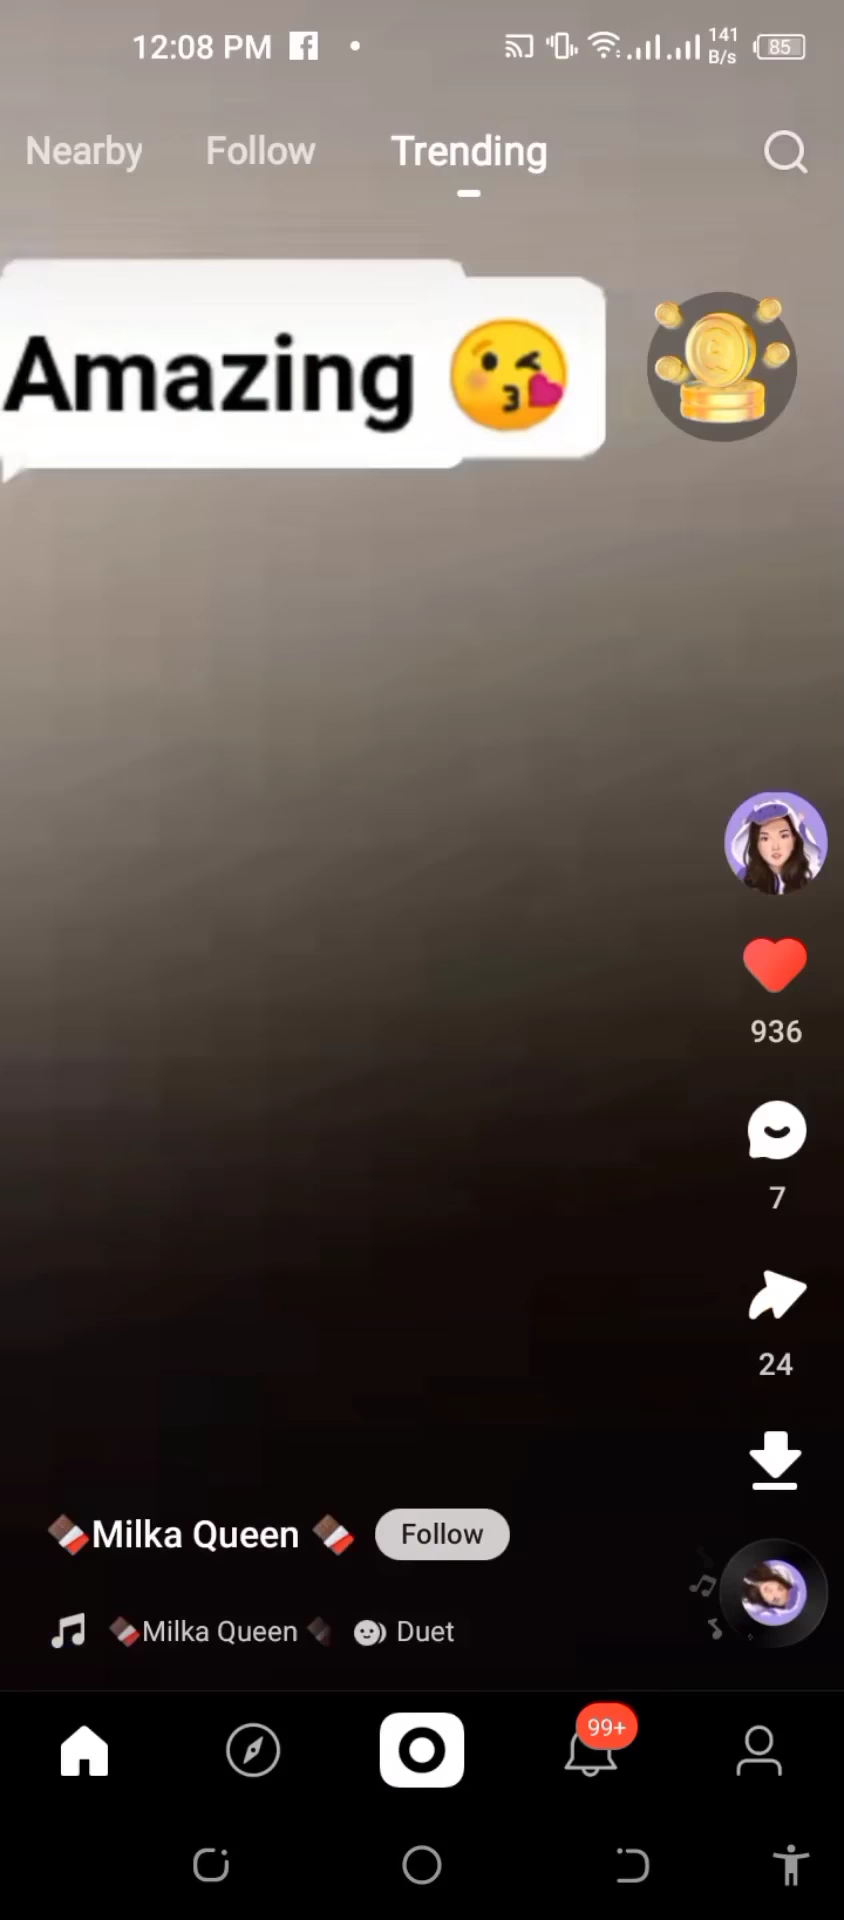 12:08 PM
141
B/s
85
Nearby Follow Trending
Amazing 😘
936
7
24
🍫Milka Queen 🍫 Follow
🍫Milka Queen 🍫 Duet
99+